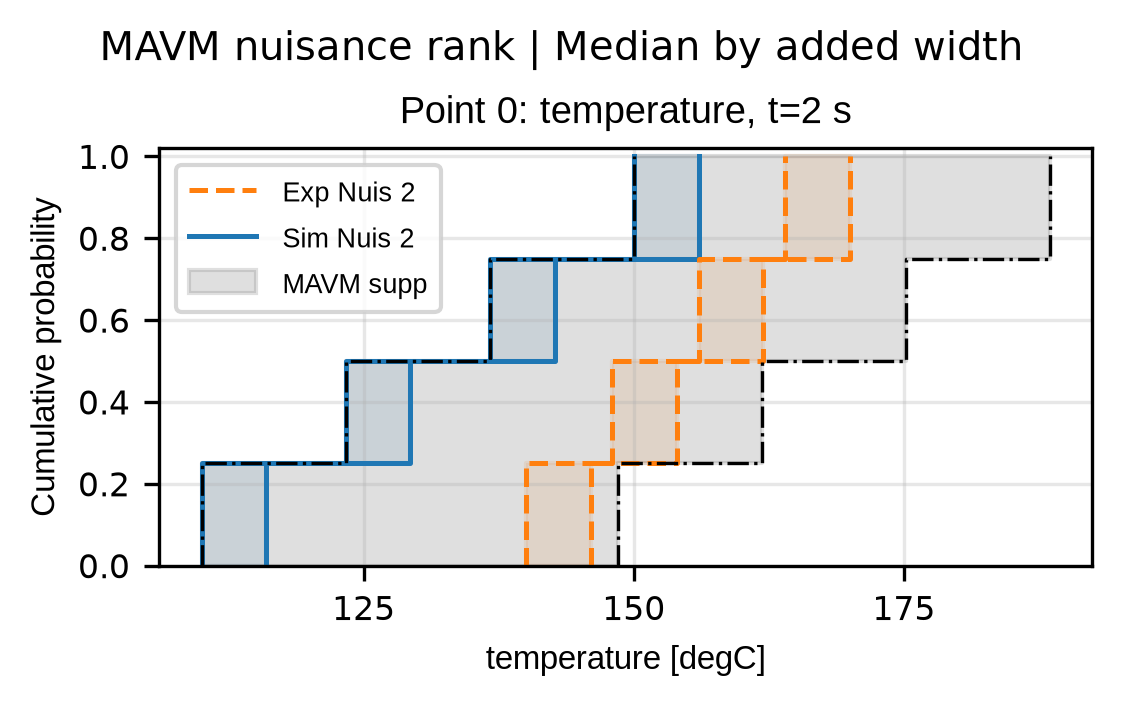 MAVM nuisance rank | Median by added width
Point 0: temperature, t=2 s
Cumulative probability
1.0
0.8
0.6
0.4
0.2
0.0
Exp Nuis 2
Sim Nuis 2
MAVM supp
125
150
175
temperature [degC]